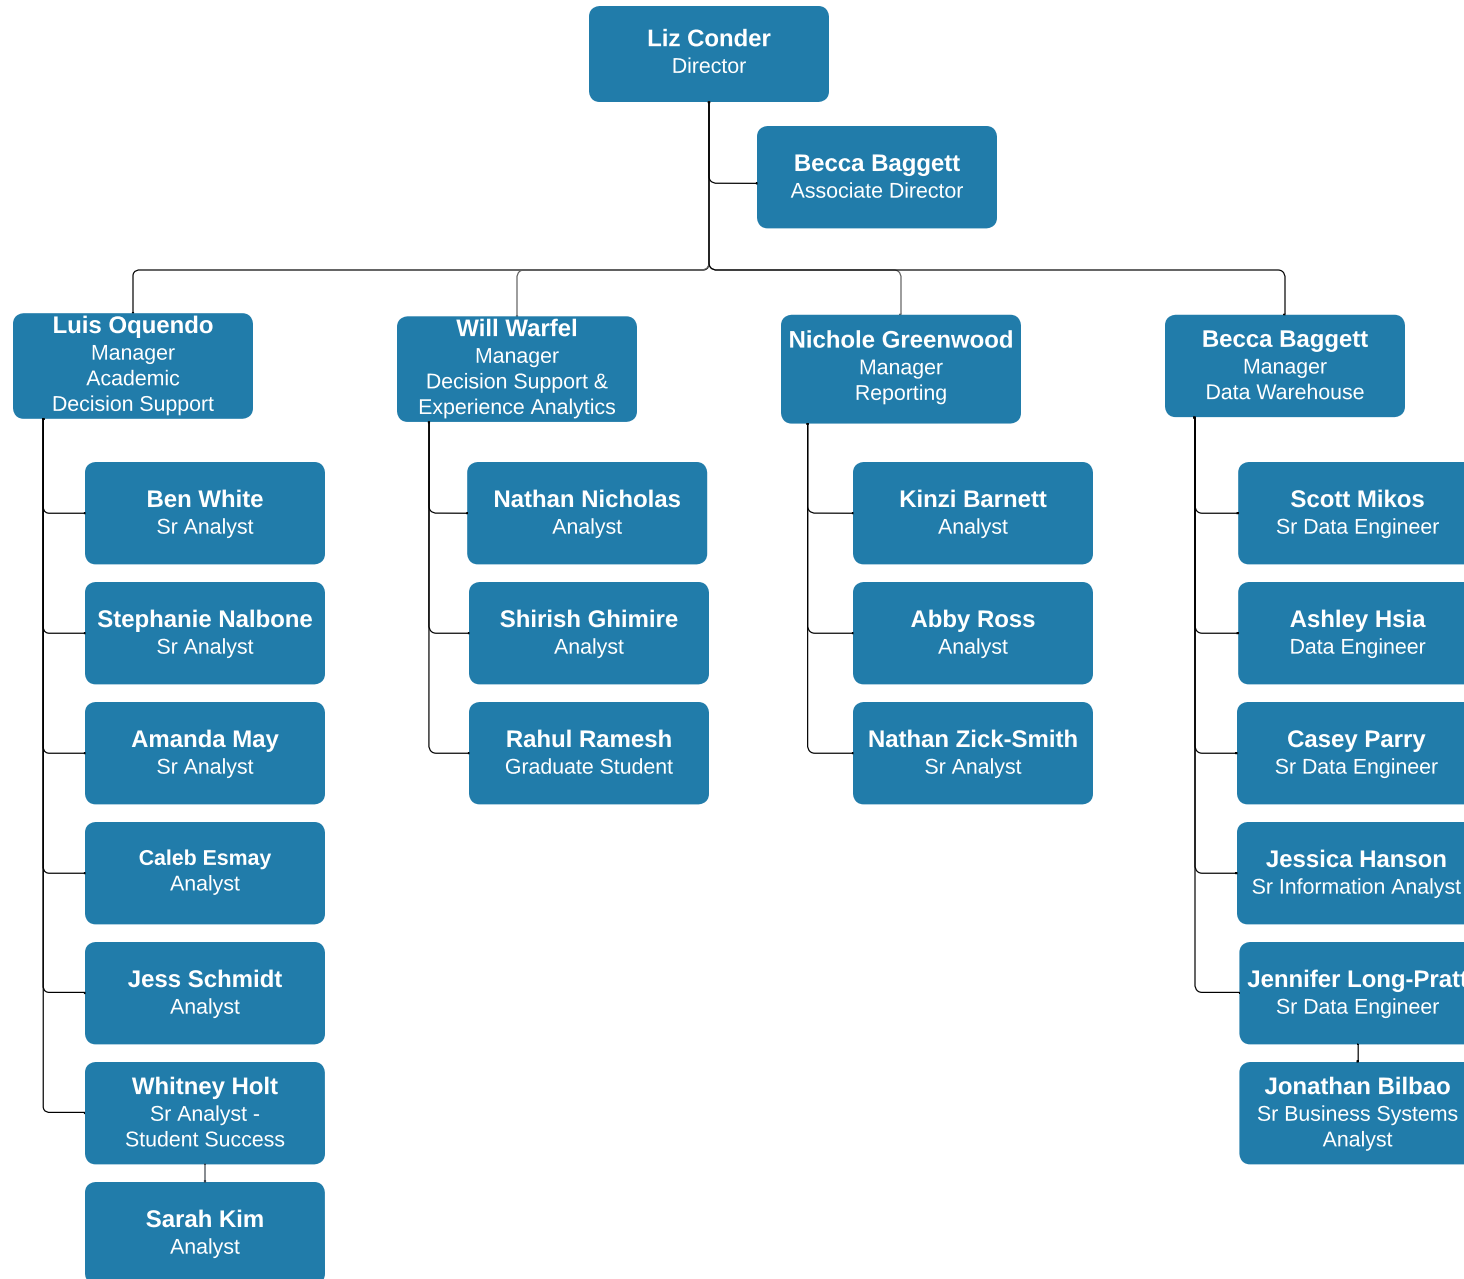 Liz Conder
Director
Becca Baggett
Associate Director
Luis Oquendo
Manager
Academic
Decision Support
Ben White
Sr Analyst
Stephanie Nalbone
Sr Analyst
Amanda May
Sr Analyst
Caleb Esmay
Analyst
Jess Schmidt
Analyst
Whitney Holt
Sr Analyst -
Student Success
Sarah Kim
Analyst
Will Warfel
Manager
Decision Support &
Experience Analytics
Nathan Nicholas
Analyst
Shirish Ghimire
Analyst
Rahul Ramesh
Graduate Student
Nichole Greenwood
Manager
Reporting
Kinzi Barnett
Analyst
Abby Ross
Analyst
Nathan Zick-Smith
Sr Analyst
Becca Baggett
Manager
Data Warehouse
Scott Mikos
Sr Data Engineer
Ashley Hsia
Data Engineer
Casey Parry
Sr Data Engineer
Jessica Hanson
Sr Information Analyst
Jennifer Long-Pratt
Sr Data Engineer
Jonathan Bilbao
Sr Business Systems
Analyst